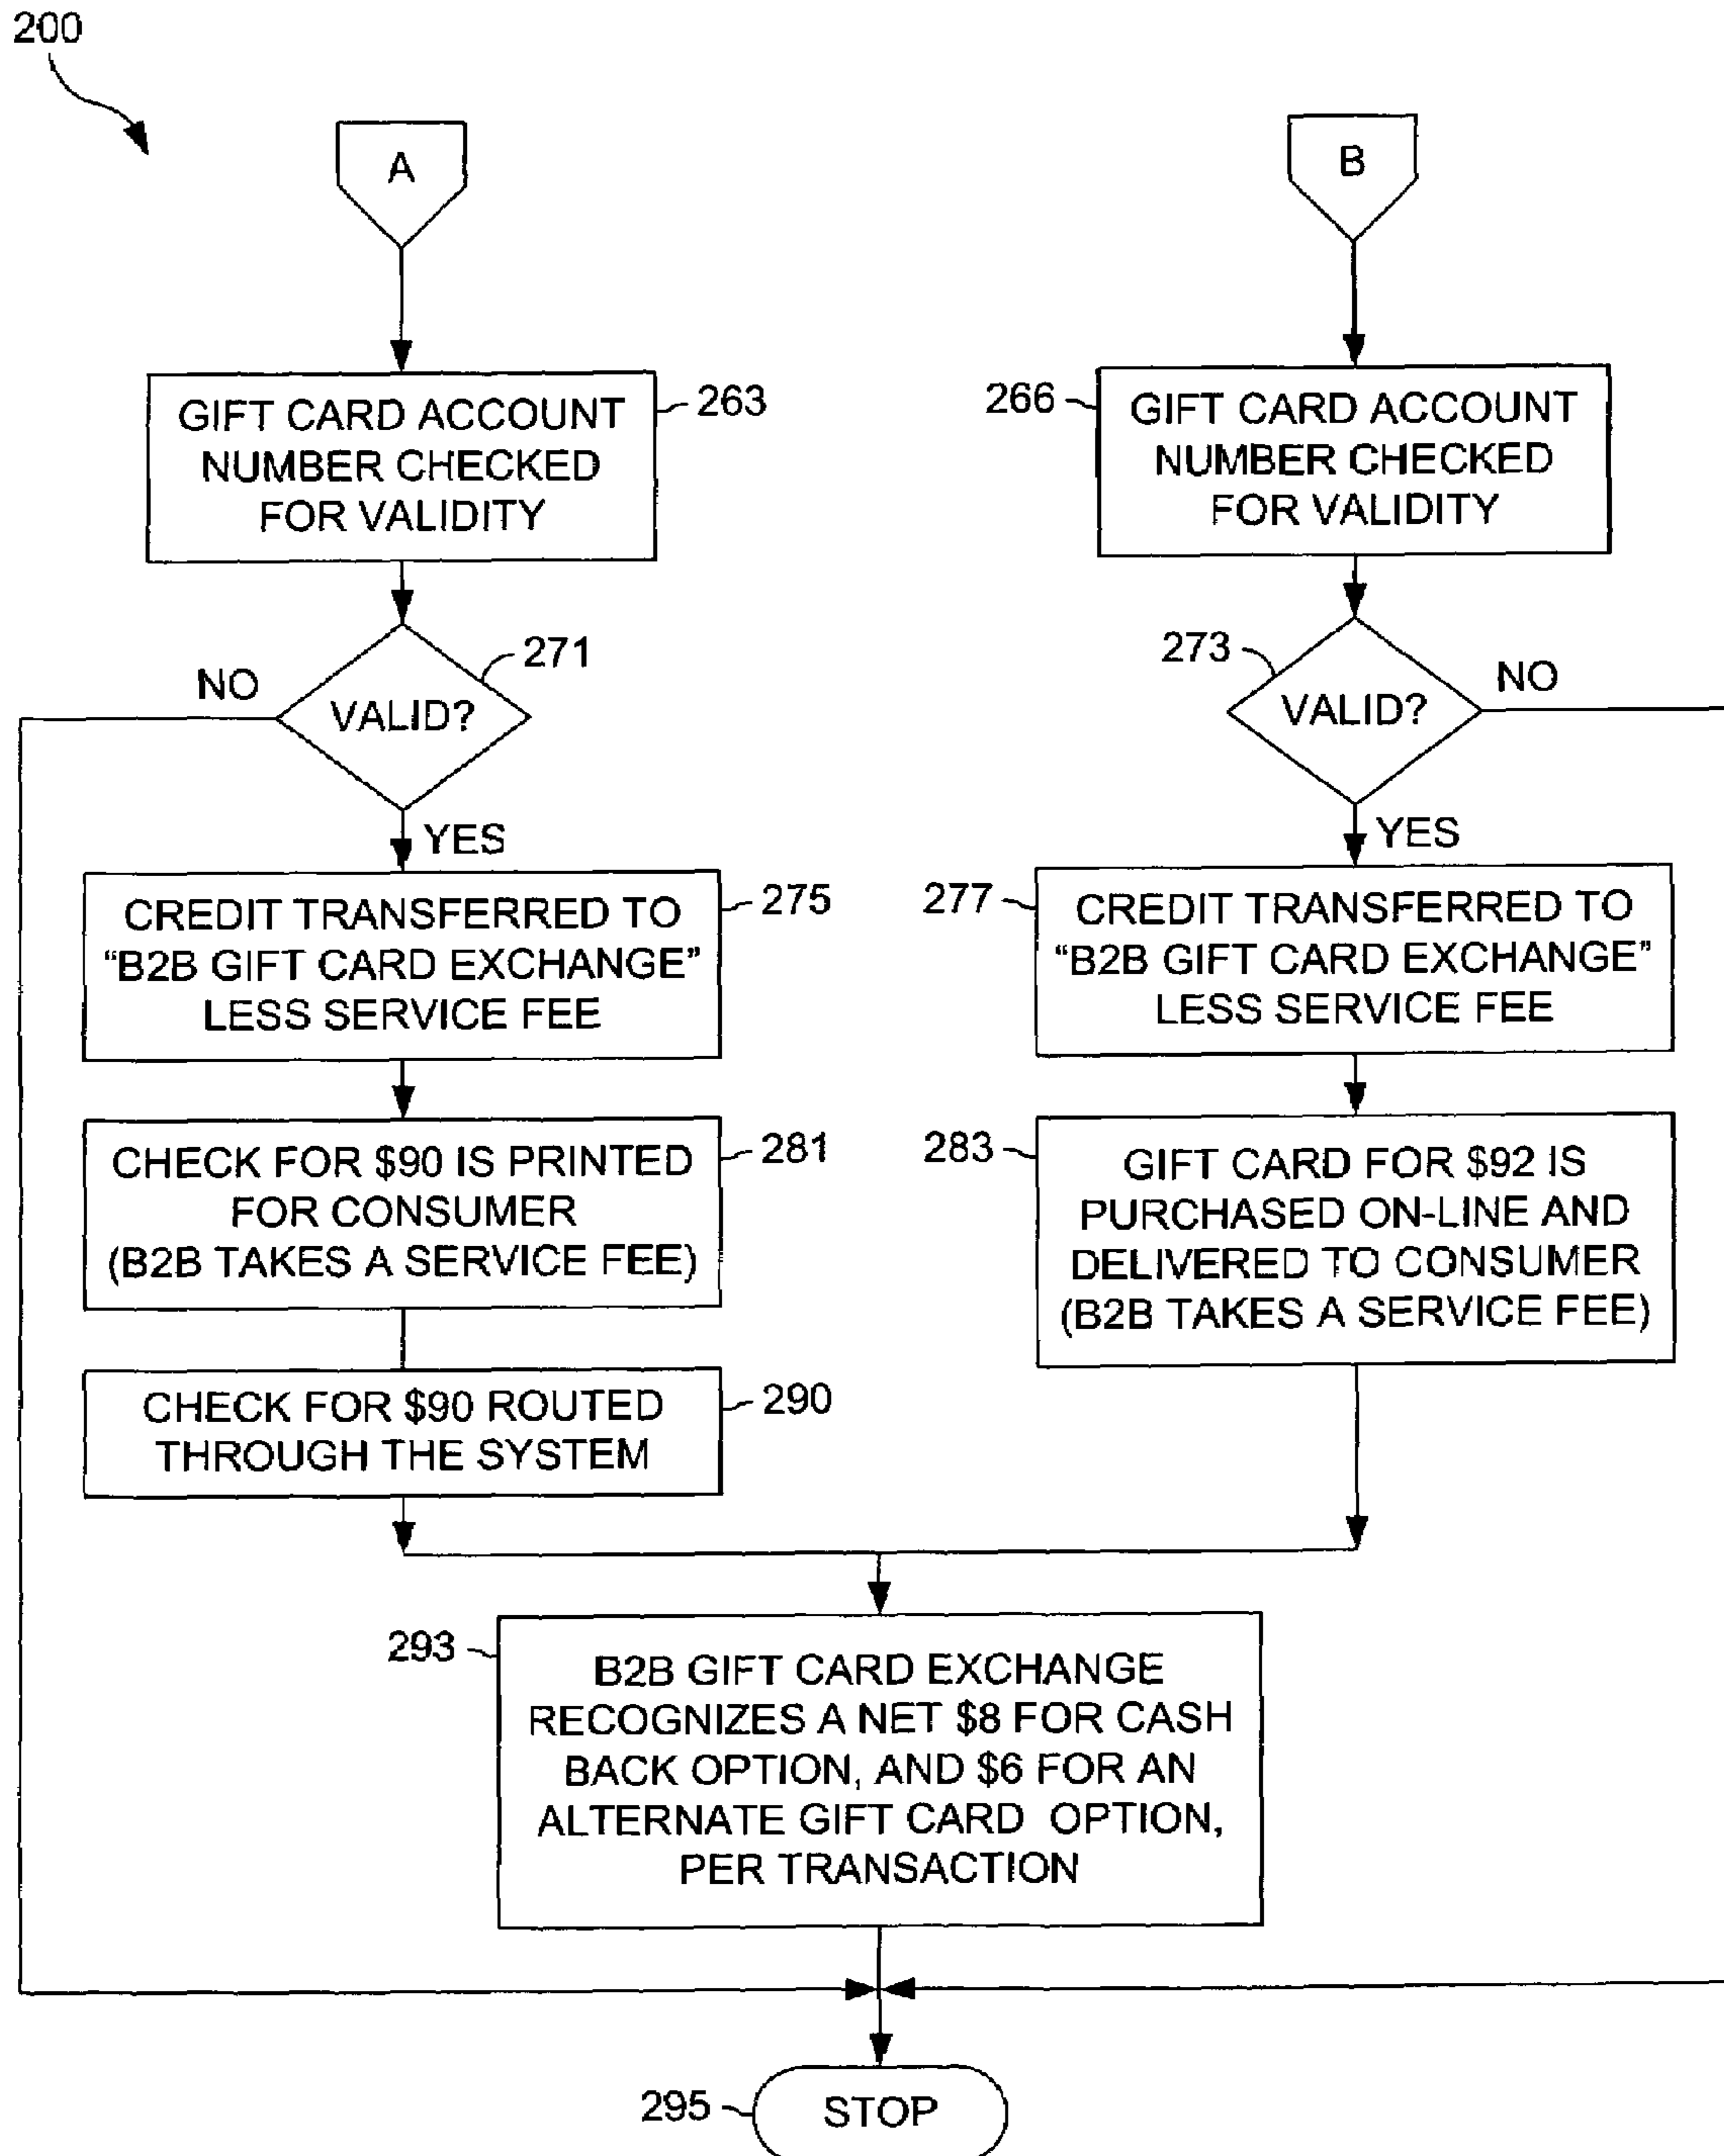 200
A
B
GIFT CARD ACCOUNT
NUMBER CHECKED
FOR VALIDITY
263
266
GIFT CARD ACCOUNT
NUMBER CHECKED
FOR VALIDITY
271
NO
VALID?
273
NO
VALID?
YES
YES
CREDIT TRANSFERRED TO
“B2B GIFT CARD EXCHANGE”
LESS SERVICE FEE
275
277
CREDIT TRANSFERRED TO
“B2B GIFT CARD EXCHANGE”
LESS SERVICE FEE
CHECK FOR $90 IS PRINTED
FOR CONSUMER
(B2B TAKES A SERVICE FEE)
281
283
GIFT CARD FOR $92 IS
PURCHASED ON-LINE AND
DELIVERED TO CONSUMER
(B2B TAKES A SERVICE FEE)
CHECK FOR $90 ROUTED
THROUGH THE SYSTEM
290
293
B2B GIFT CARD EXCHANGE
RECOGNIZES A NET $8 FOR CASH
BACK OPTION, AND $6 FOR AN
ALTERNATE GIFT CARD OPTION,
PER TRANSACTION
295
STOP